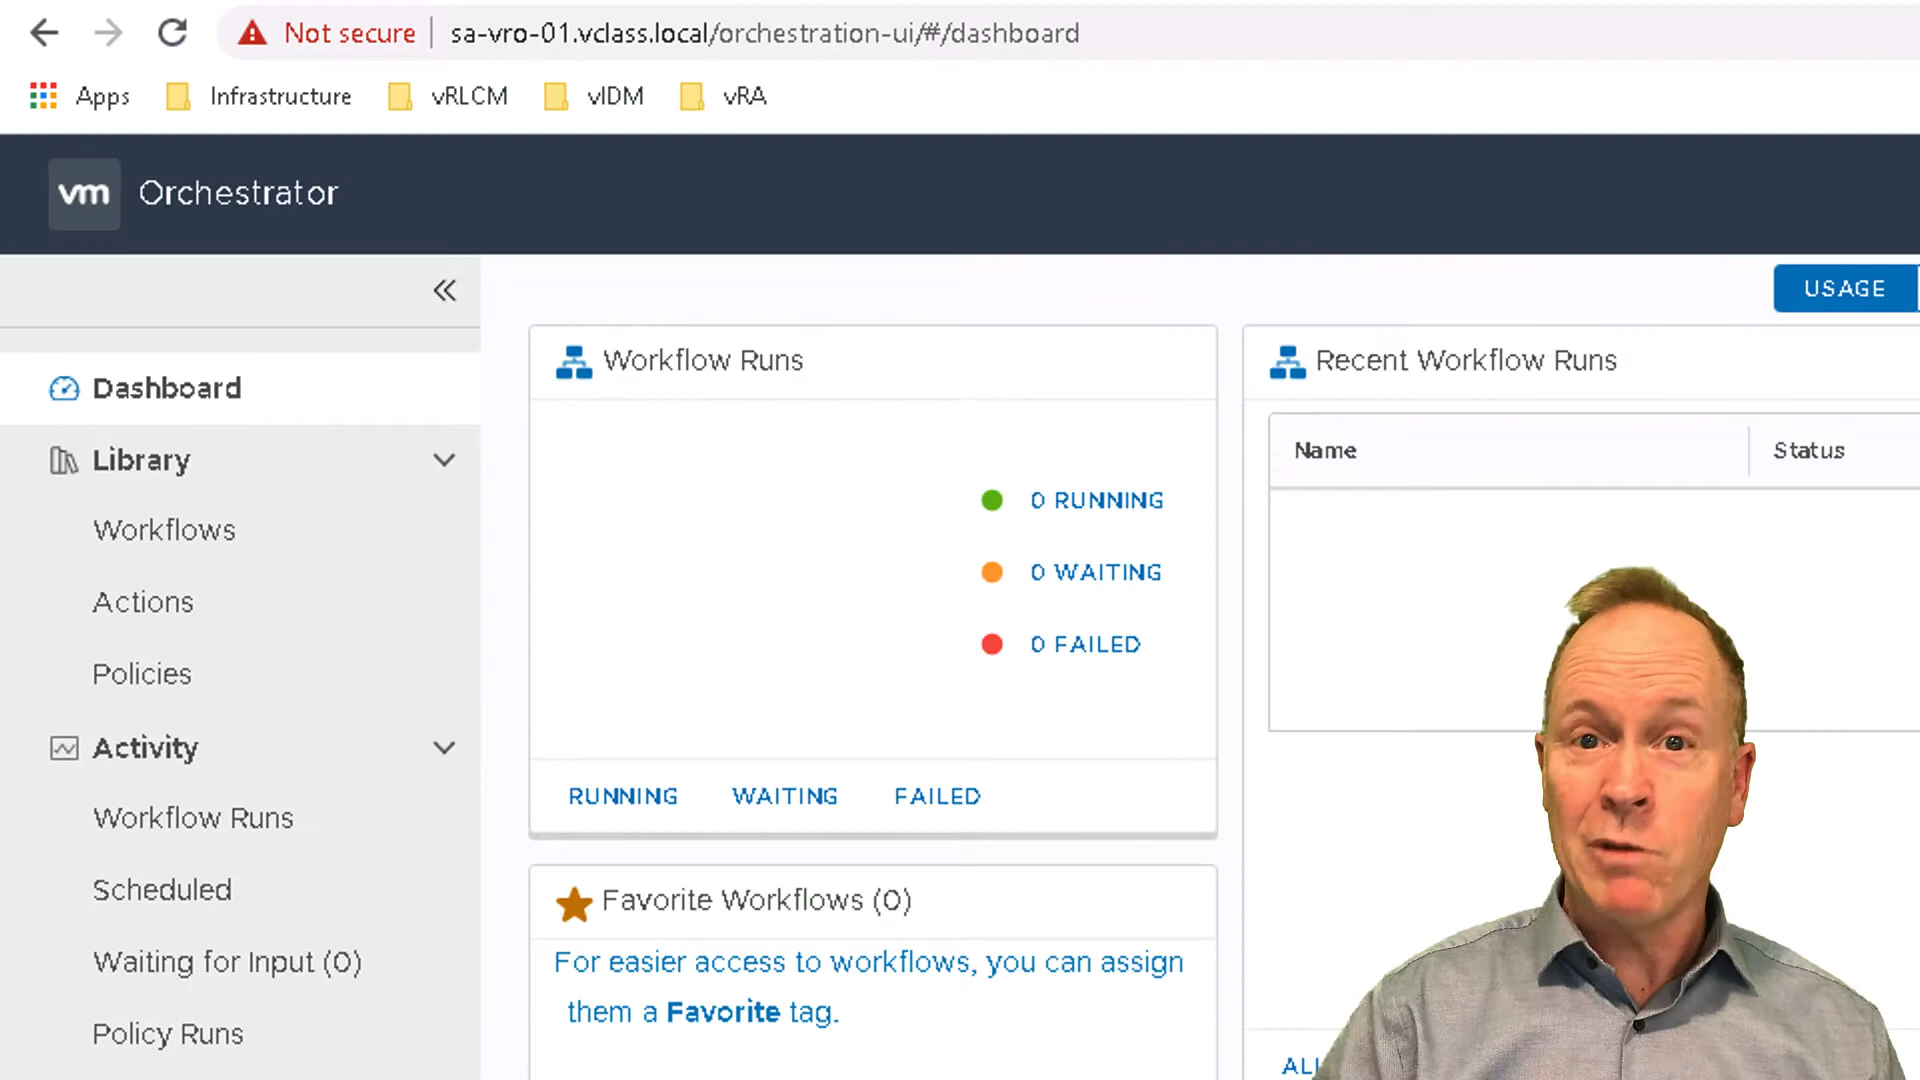 Not secure sa-vro-01.vclass.local/orchestration-ui/#/dashboard
Apps Infrastructure vRLCM vIDM vRA
vm Orchestrator
USAGE
Dashboard
Library
Workflows
Actions
Policies
Activity
Workflow Runs
Scheduled
Waiting for Input (0)
Policy Runs
Workflow Runs
0 RUNNING
0 WAITING
0 FAILED
RUNNING WAITING FAILED
Favorite Workflows (0)
For easier access to workflows, you can assign
them a Favorite tag.
Recent Workflow Runs
Name Status